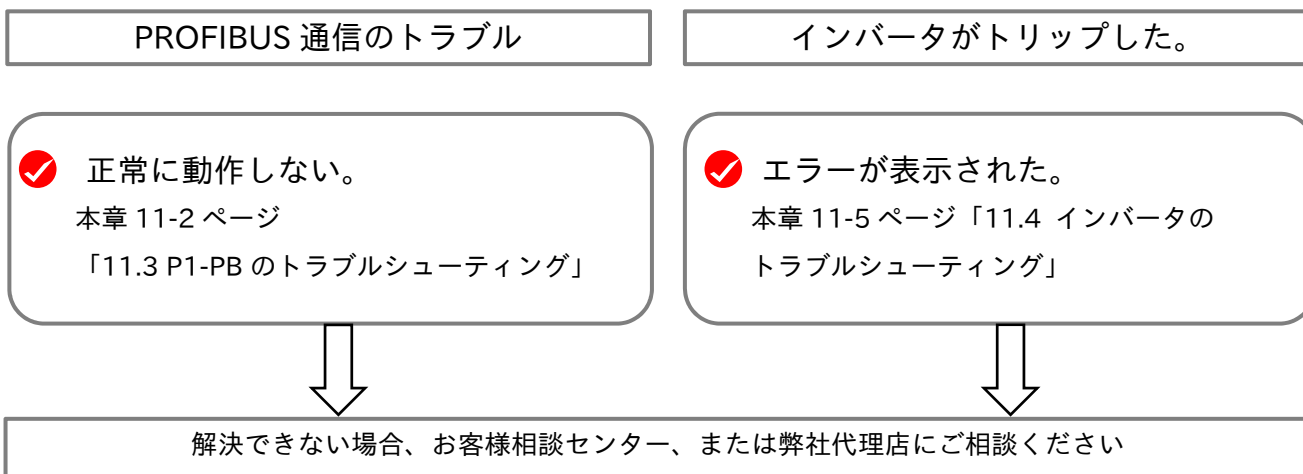 PROFIBUS 通信のトラブル
正常に動作しない。
本章 11-2 ページ
「11.3 P1-PB のトラブルシューティング」
インバータがトリップした。
エラーが表示された。
本章 11-5 ページ「11.4 インバータの
トラブルシューティング」
解決できない場合、お客様相談センター、または弊社代理店にご相談ください